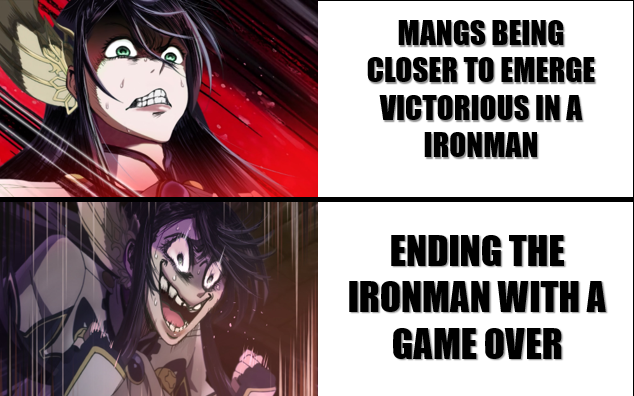 MANGS BEING
CLOSER TO EMERGE
VICTORIOUS IN A
IRONMAN
ENDING THE
IRONMAN WITH A
GAME OVER